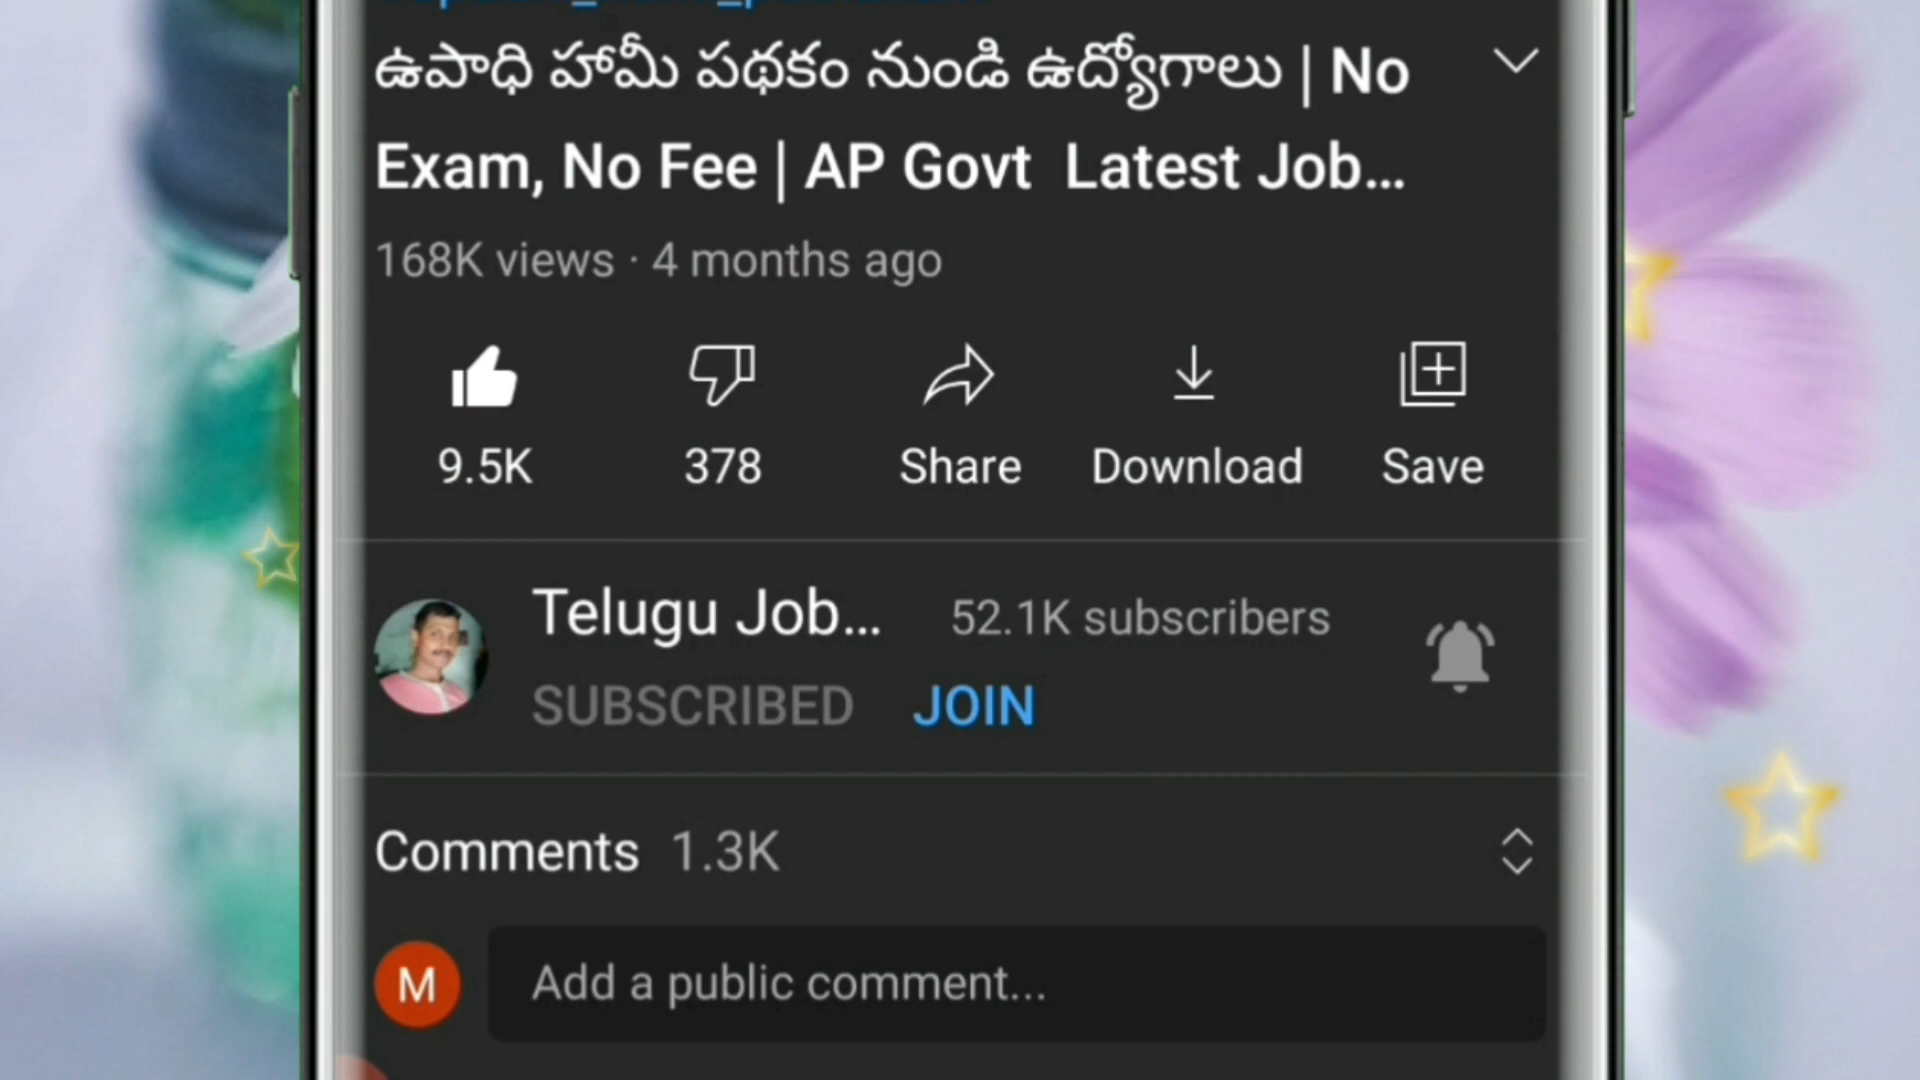 ఉపాధి హామీ పథకం నుండి ఉద్యోగాలు | No
Exam, No Fee | AP Govt Latest Job...
168K views · 4 months ago
9.5K 378 Share Download Save
Telugu Job... 52.1K subscribers
SUBSCRIBED JOIN
Comments 1.3K
M Add a public comment...